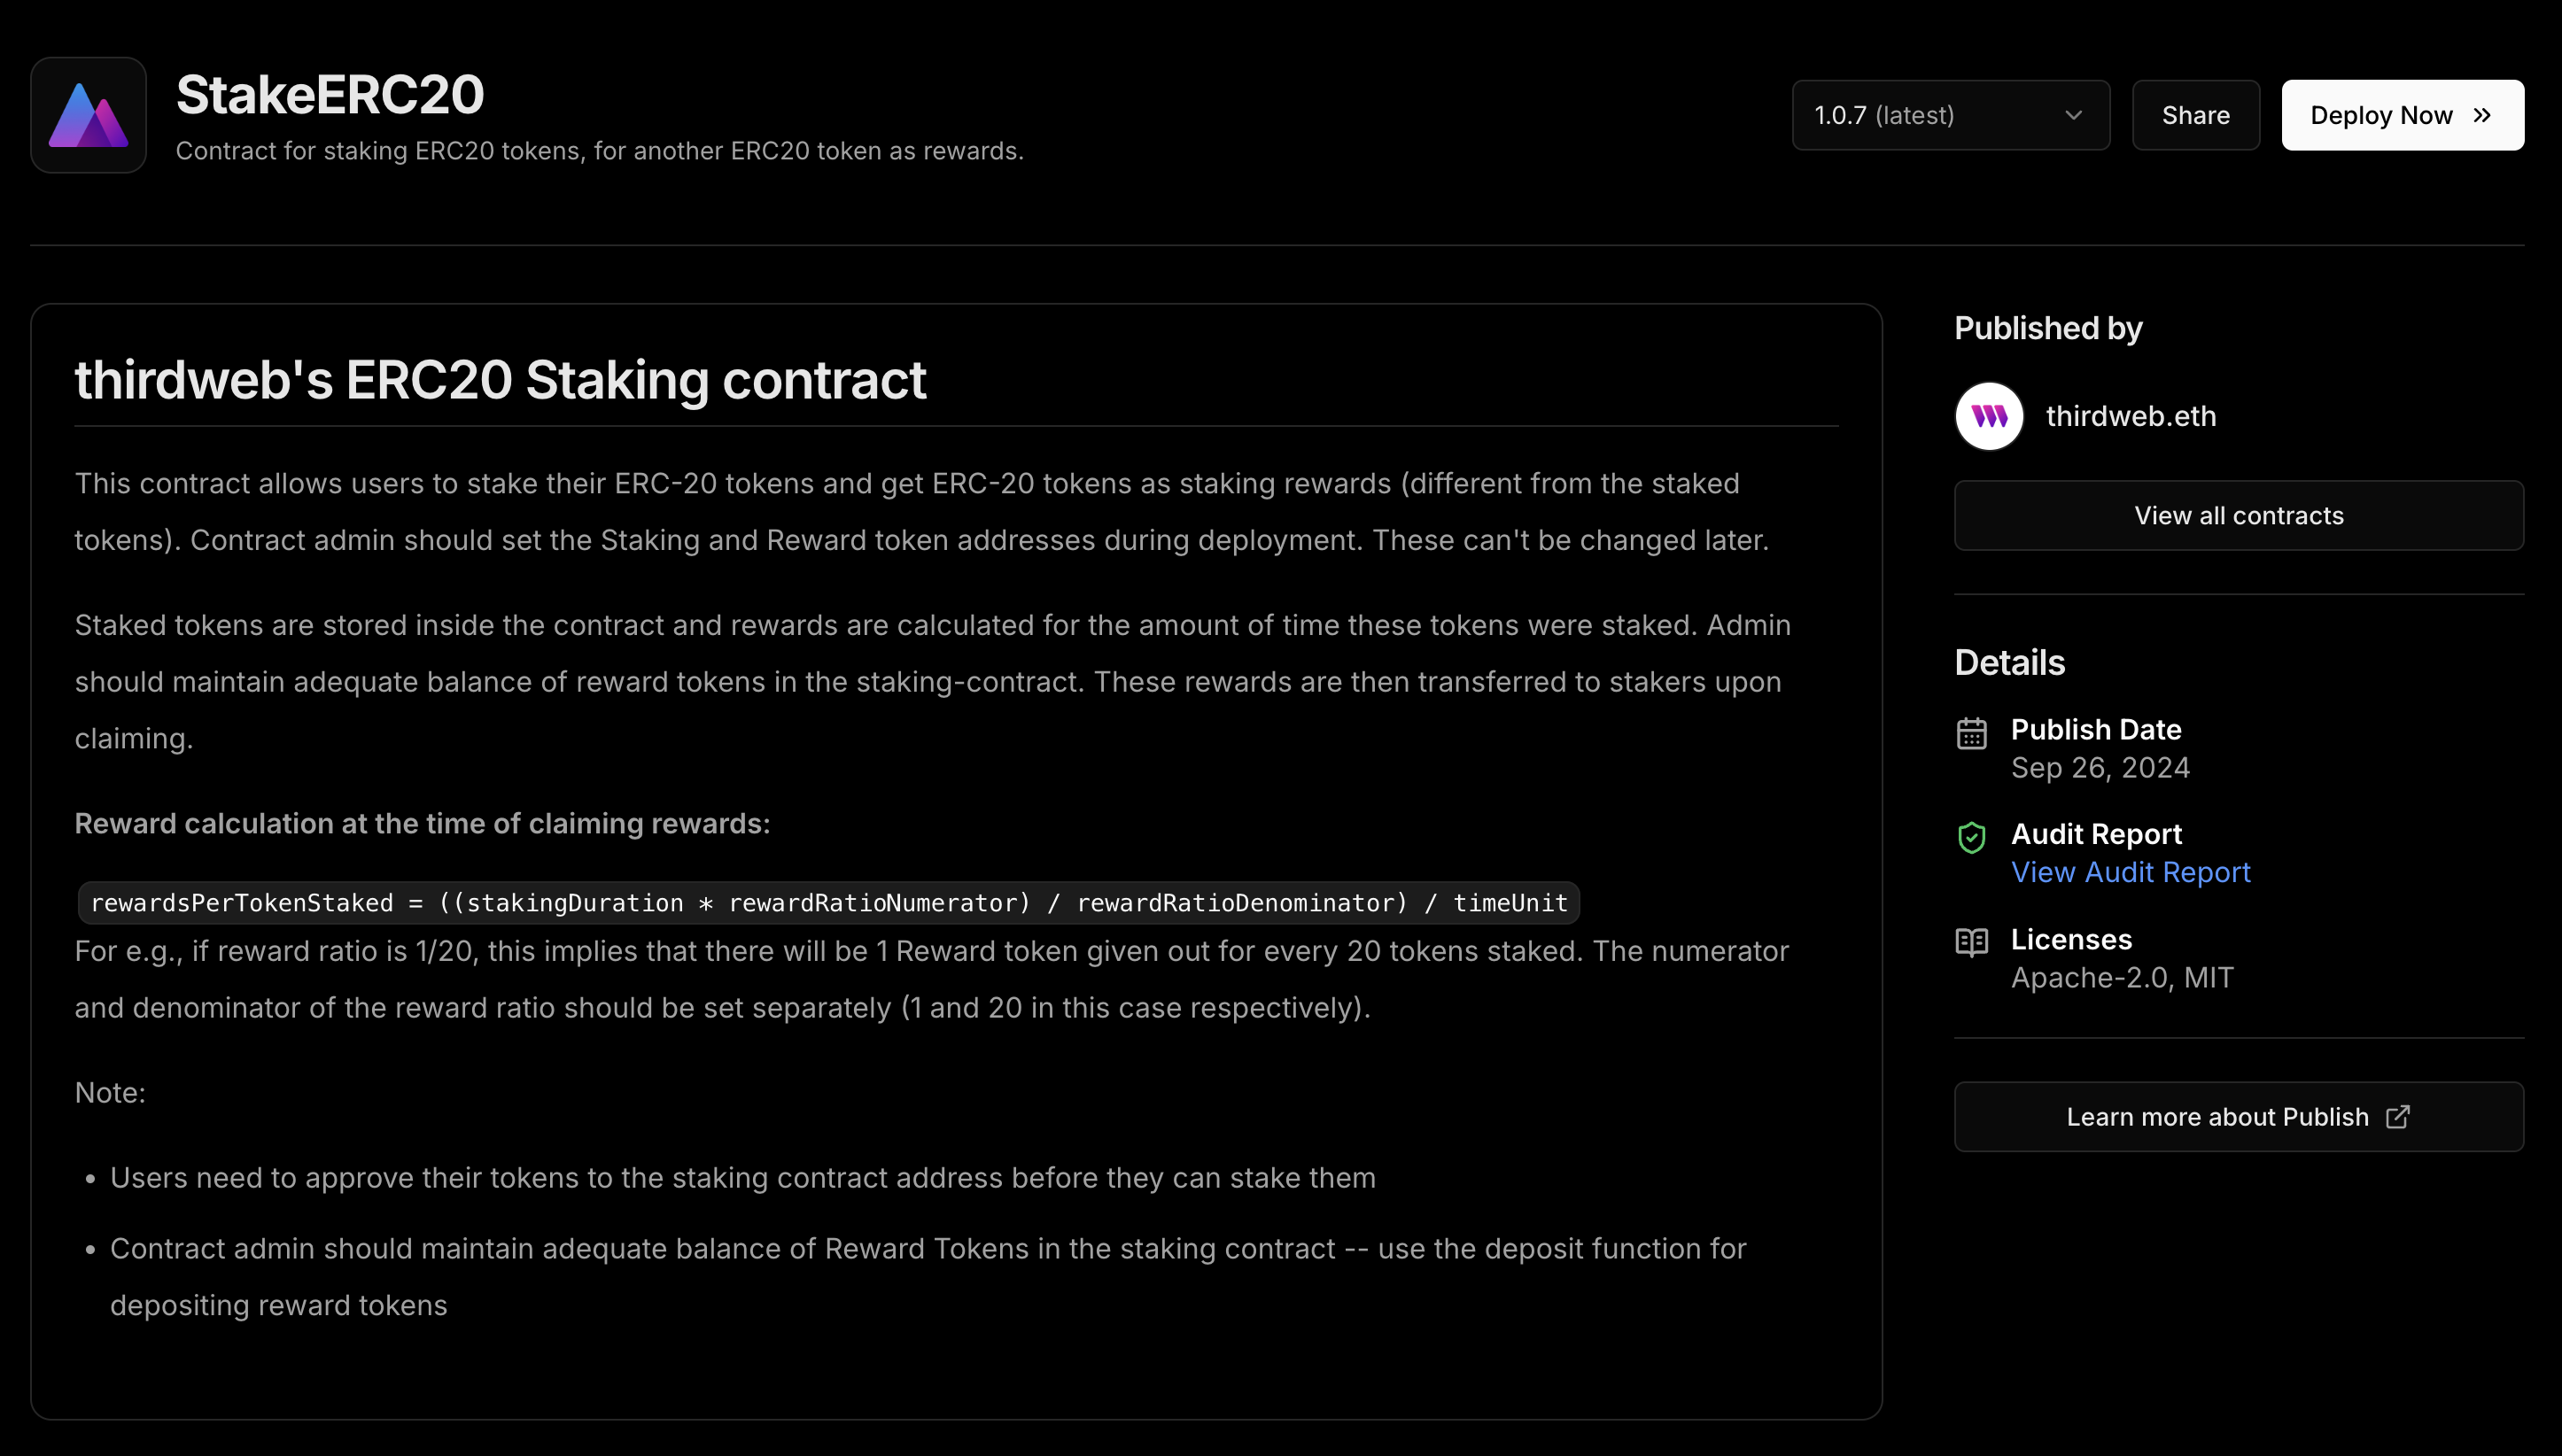 StakeERC20
Contract for staking ERC20 tokens, for another ERC20 token as rewards.
1.0.7 (latest)
Share
Deploy Now
thirdweb's ERC20 Staking contract
This contract allows users to stake their ERC-20 tokens and get ERC-20 tokens as staking rewards (different from the staked
tokens). Contract admin should set the Staking and Reward token addresses during deployment. These can't be changed later.
Staked tokens are stored inside the contract and rewards are calculated for the amount of time these tokens were staked. Admin
should maintain adequate balance of reward tokens in the staking-contract. These rewards are then transferred to stakers upon
claiming.
Reward calculation at the time of claiming rewards:
rewardsPerTokenStaked = ((stakingDuration * rewardRatioNumerator) / rewardRatioDenominator) / timeUnit
For e.g., if reward ratio is 1/20, this implies that there will be 1 Reward token given out for every 20 tokens staked. The numerator
and denominator of the reward ratio should be set separately (1 and 20 in this case respectively).
Note:
• Users need to approve their tokens to the staking contract address before they can stake them
• Contract admin should maintain adequate balance of Reward Tokens in the staking contract -- use the deposit function for
depositing reward tokens
Published by
thirdweb.eth
View all contracts
Details
Publish Date
Sep 26, 2024
Audit Report
View Audit Report
Licenses
Apache-2.0, MIT
Learn more about Publish